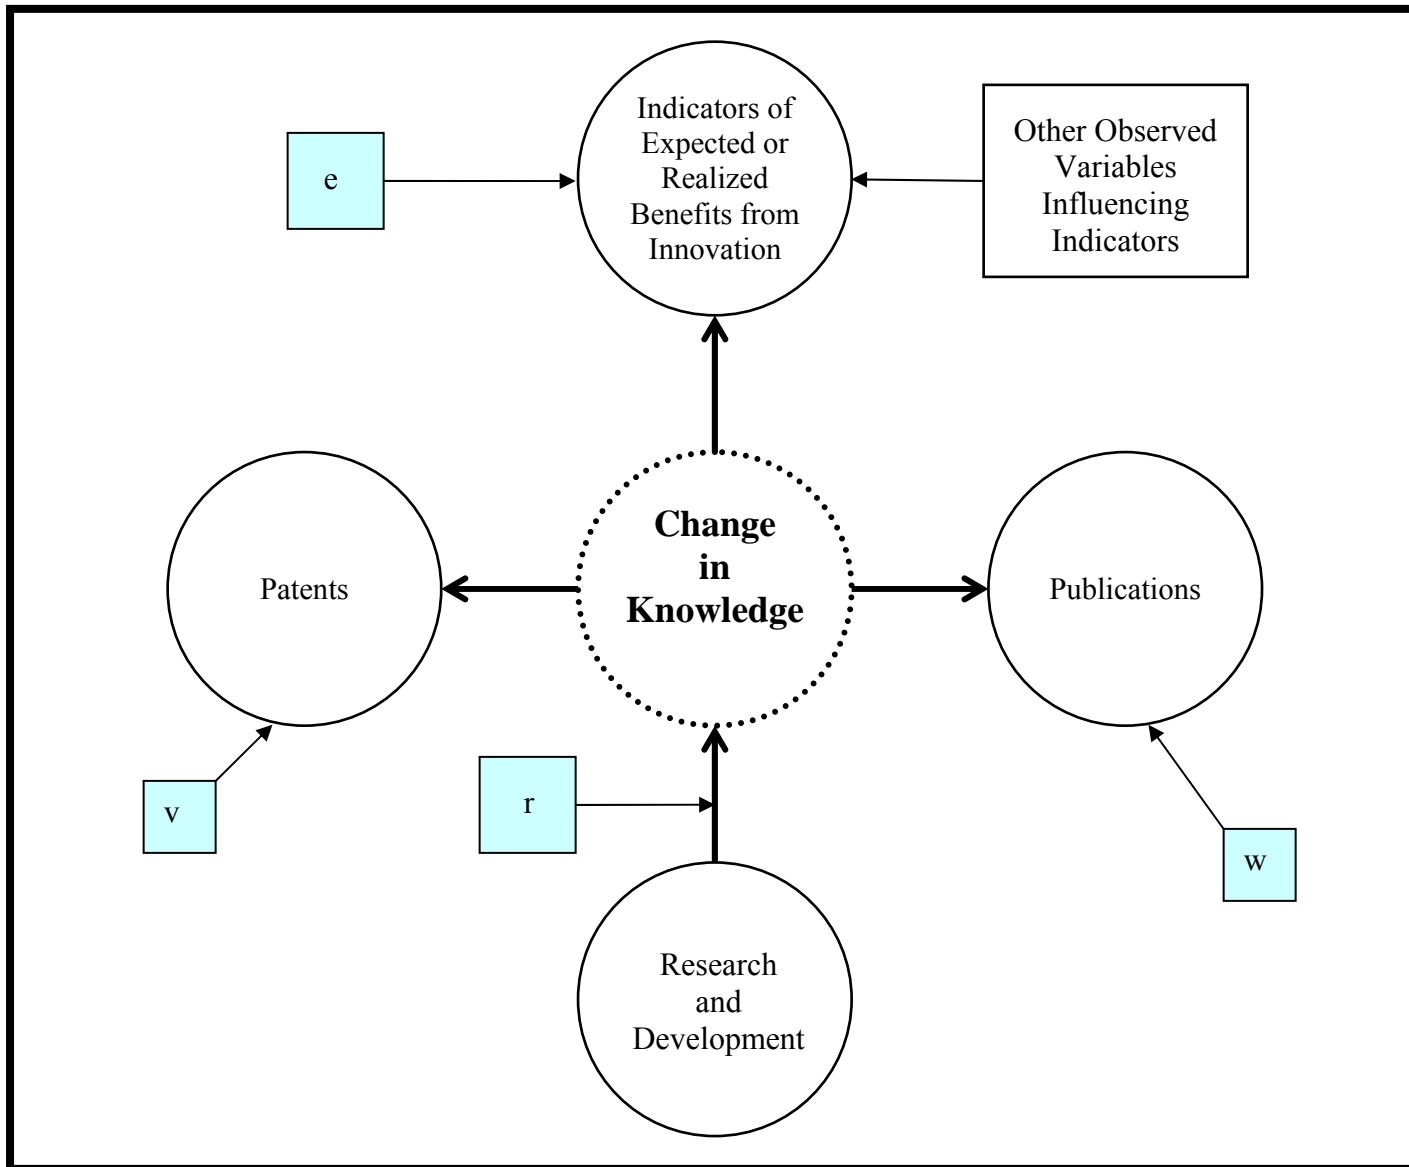 Indicators of
Expected or
Realized
Benefits from
Innovation
e
Other Observed
Variables
Influencing
Indicators
Patents
Change
in
Knowledge
Publications
v
r
w
Research
and
Development